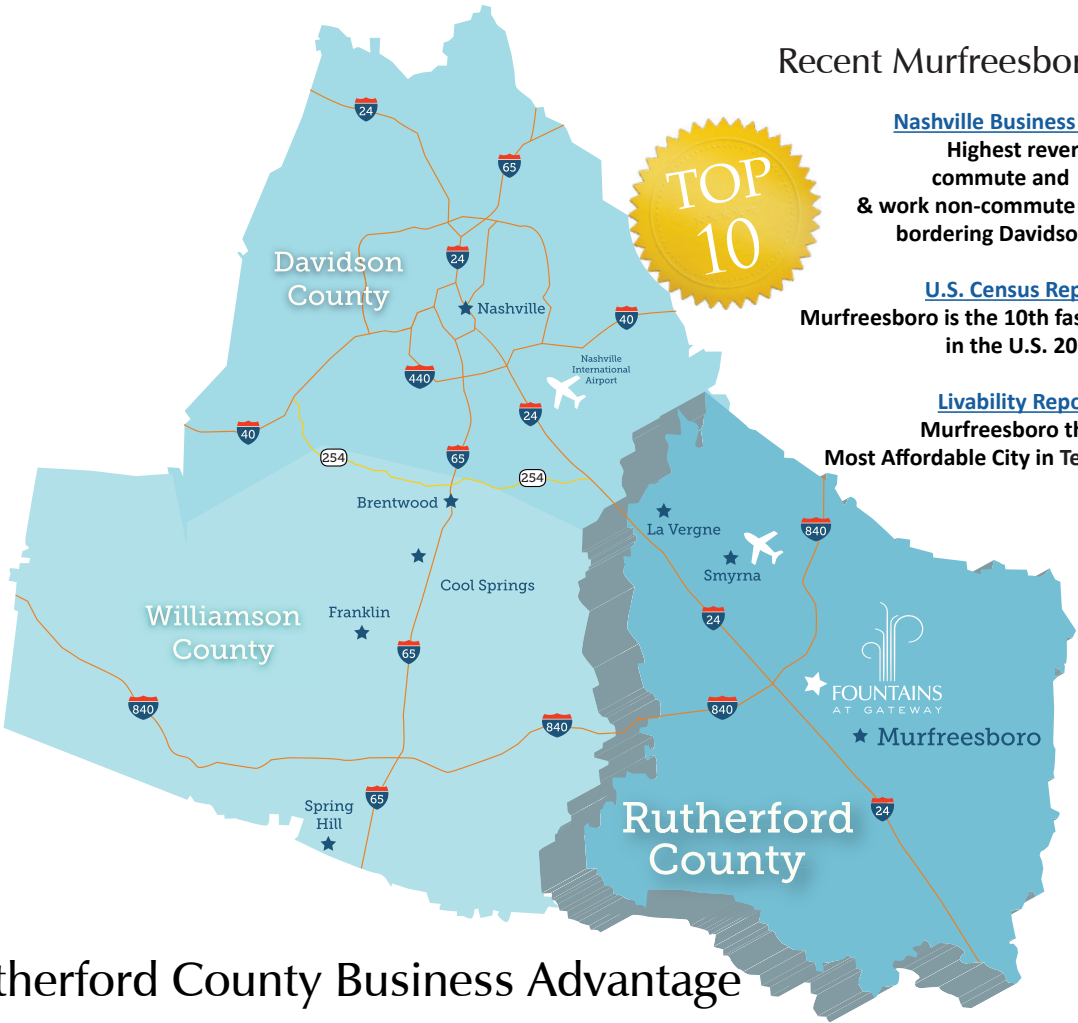 Recent Murfreesbor
Nashville Business
Highest reven
commute and
& work non-commute
bordering Davidso
U.S. Census Rep
Murfreesboro is the 10th fas
in the U.S. 20
Livability Repo
Murfreesboro th
Most Affordable City in Te
TOP
10
24
65
Davidson
County
24
Nashville
40
Nashville
International
Airport
440
24
40
65
254
254
Brentwood
La Vergne
840
Cool Springs
Smyrna
Williamson
County
Franklin
24
65
FOUNTAINS
AT GATEWAY
840
840
840
Murfreesboro
65
Spring
Hill
Rutherford
County
24
therford County Business Advantage